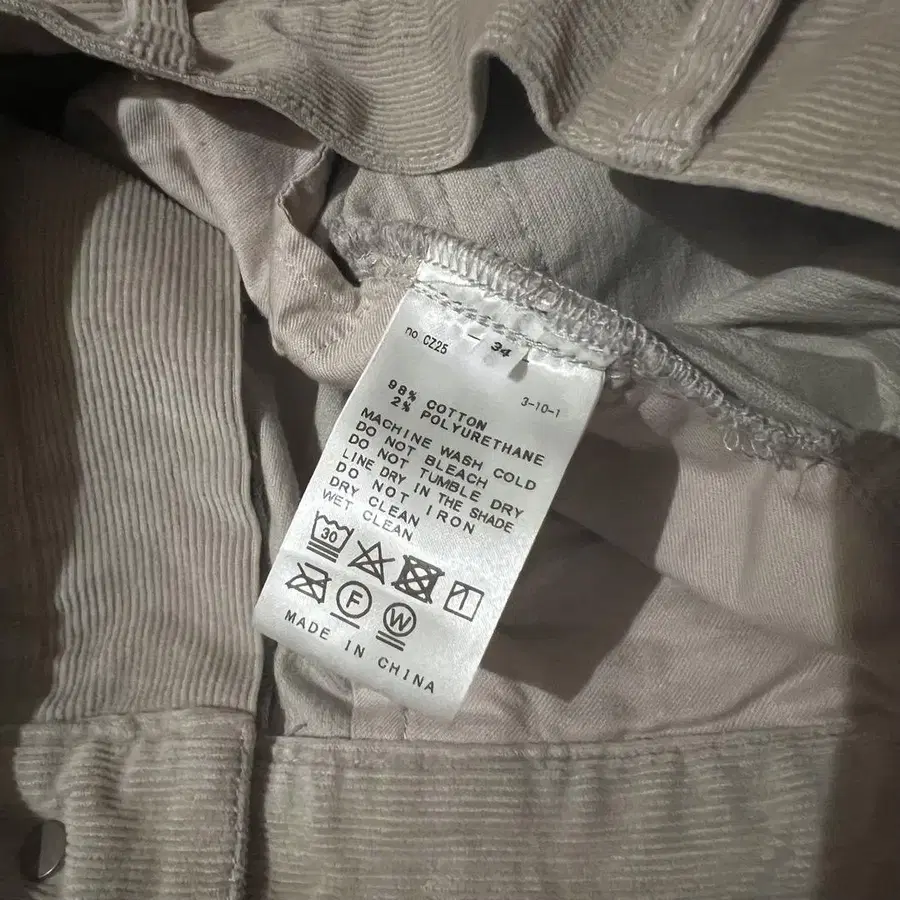 no CZ25
34
3-10-1
98% COTTON
2% POLYURETHANE
MACHINE WASH COLD
DO NOT BLEACH
DO NOT TUMBLE DRY
LINE DRY IN THE SHADE
DO NOT IRON
DRY CLEAN
WET CLEAN
30
F W
MADE IN CHINA